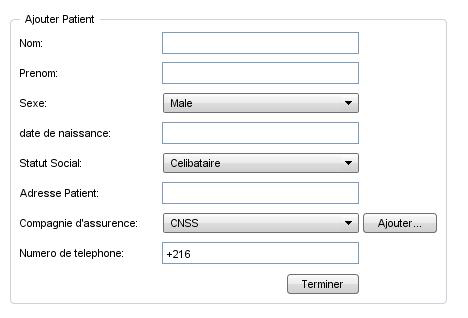 Ajouter Patient
Nom:
Prenom:
Sexe: Male
date de naissance:
Statut Social: Celibataire
Adresse Patient:
Compagnie d'assurence: CNSS Ajouter...
Numero de telephone: +216
Terminer